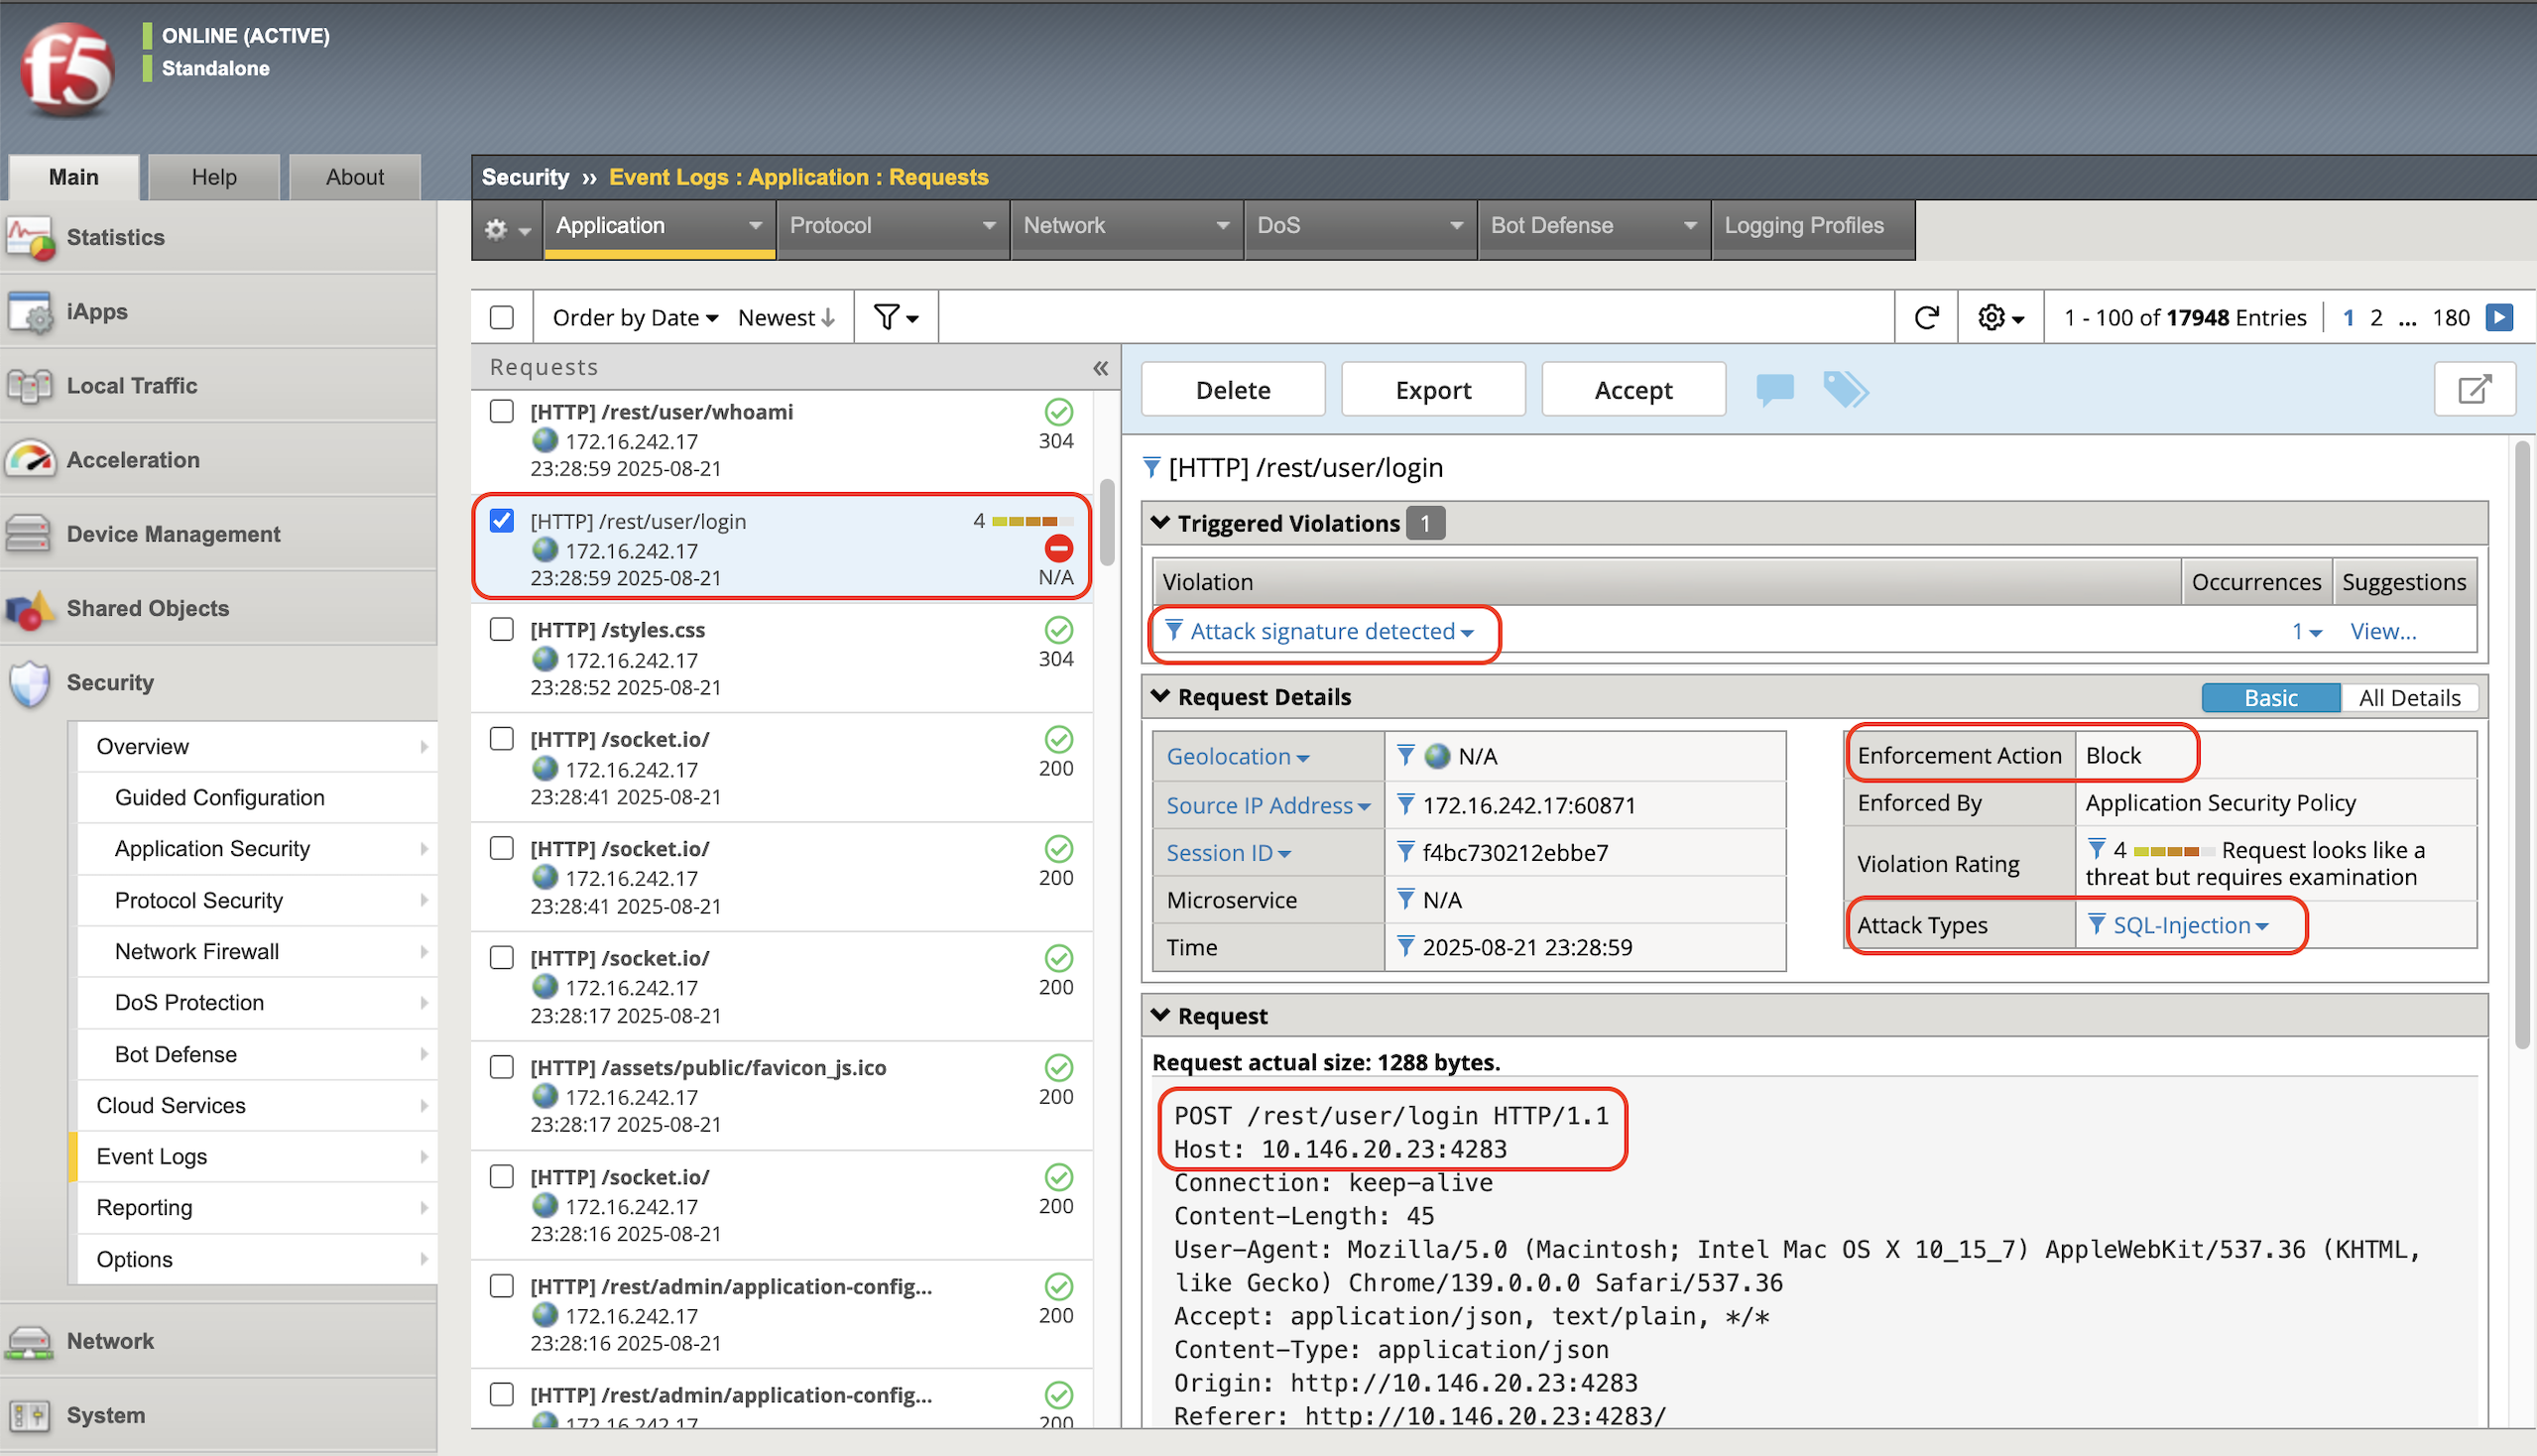 f5
ONLINE (ACTIVE)
Standalone
Main
Help
About
Security ›› Event Logs : Application : Requests
Application
Protocol
Network
DoS
Bot Defense
Logging Profiles
Statistics
iApps
Local Traffic
Acceleration
Device Management
Shared Objects
Security
Overview
Guided Configuration
Application Security
Protocol Security
Network Firewall
DoS Protection
Bot Defense
Cloud Services
Event Logs
Reporting
Options
Network
System
Order by Date Newest
1 - 100 of 17948 Entries 1 2 ... 180
Requests «
[HTTP] /rest/user/whoami
172.16.242.17 304
23:28:59 2025-08-21
[HTTP] /rest/user/login 4
172.16.242.17
23:28:59 2025-08-21 N/A
[HTTP] /styles.css
172.16.242.17 304
23:28:52 2025-08-21
[HTTP] /socket.io/
172.16.242.17 200
23:28:41 2025-08-21
[HTTP] /socket.io/
172.16.242.17 200
23:28:41 2025-08-21
[HTTP] /socket.io/
172.16.242.17 200
23:28:17 2025-08-21
[HTTP] /assets/public/favicon_js.ico
172.16.242.17 200
23:28:17 2025-08-21
[HTTP] /socket.io/
172.16.242.17 200
23:28:16 2025-08-21
[HTTP] /rest/admin/application-config...
172.16.242.17 200
23:28:16 2025-08-21
[HTTP] /rest/admin/application-config...
172.16.242.17 200
Delete
Export
Accept
[HTTP] /rest/user/login
Triggered Violations 1
Violation Occurrences Suggestions
Attack signature detected 1 View...
Request Details Basic All Details
Geolocation N/A
Source IP Address 172.16.242.17:60871
Session ID f4bc730212ebbe7
Microservice N/A
Time 2025-08-21 23:28:59
Enforcement Action Block
Enforced By Application Security Policy
Violation Rating 4 Request looks like a
threat but requires examination
Attack Types SQL-Injection
Request
Request actual size: 1288 bytes.
POST /rest/user/login HTTP/1.1
Host: 10.146.20.23:4283
Connection: keep-alive
Content-Length: 45
User-Agent: Mozilla/5.0 (Macintosh; Intel Mac OS X 10_15_7) AppleWebKit/537.36 (KHTML,
like Gecko) Chrome/139.0.0.0 Safari/537.36
Accept: application/json, text/plain, */*
Content-Type: application/json
Origin: http://10.146.20.23:4283
Referer: http://10.146.20.23:4283/